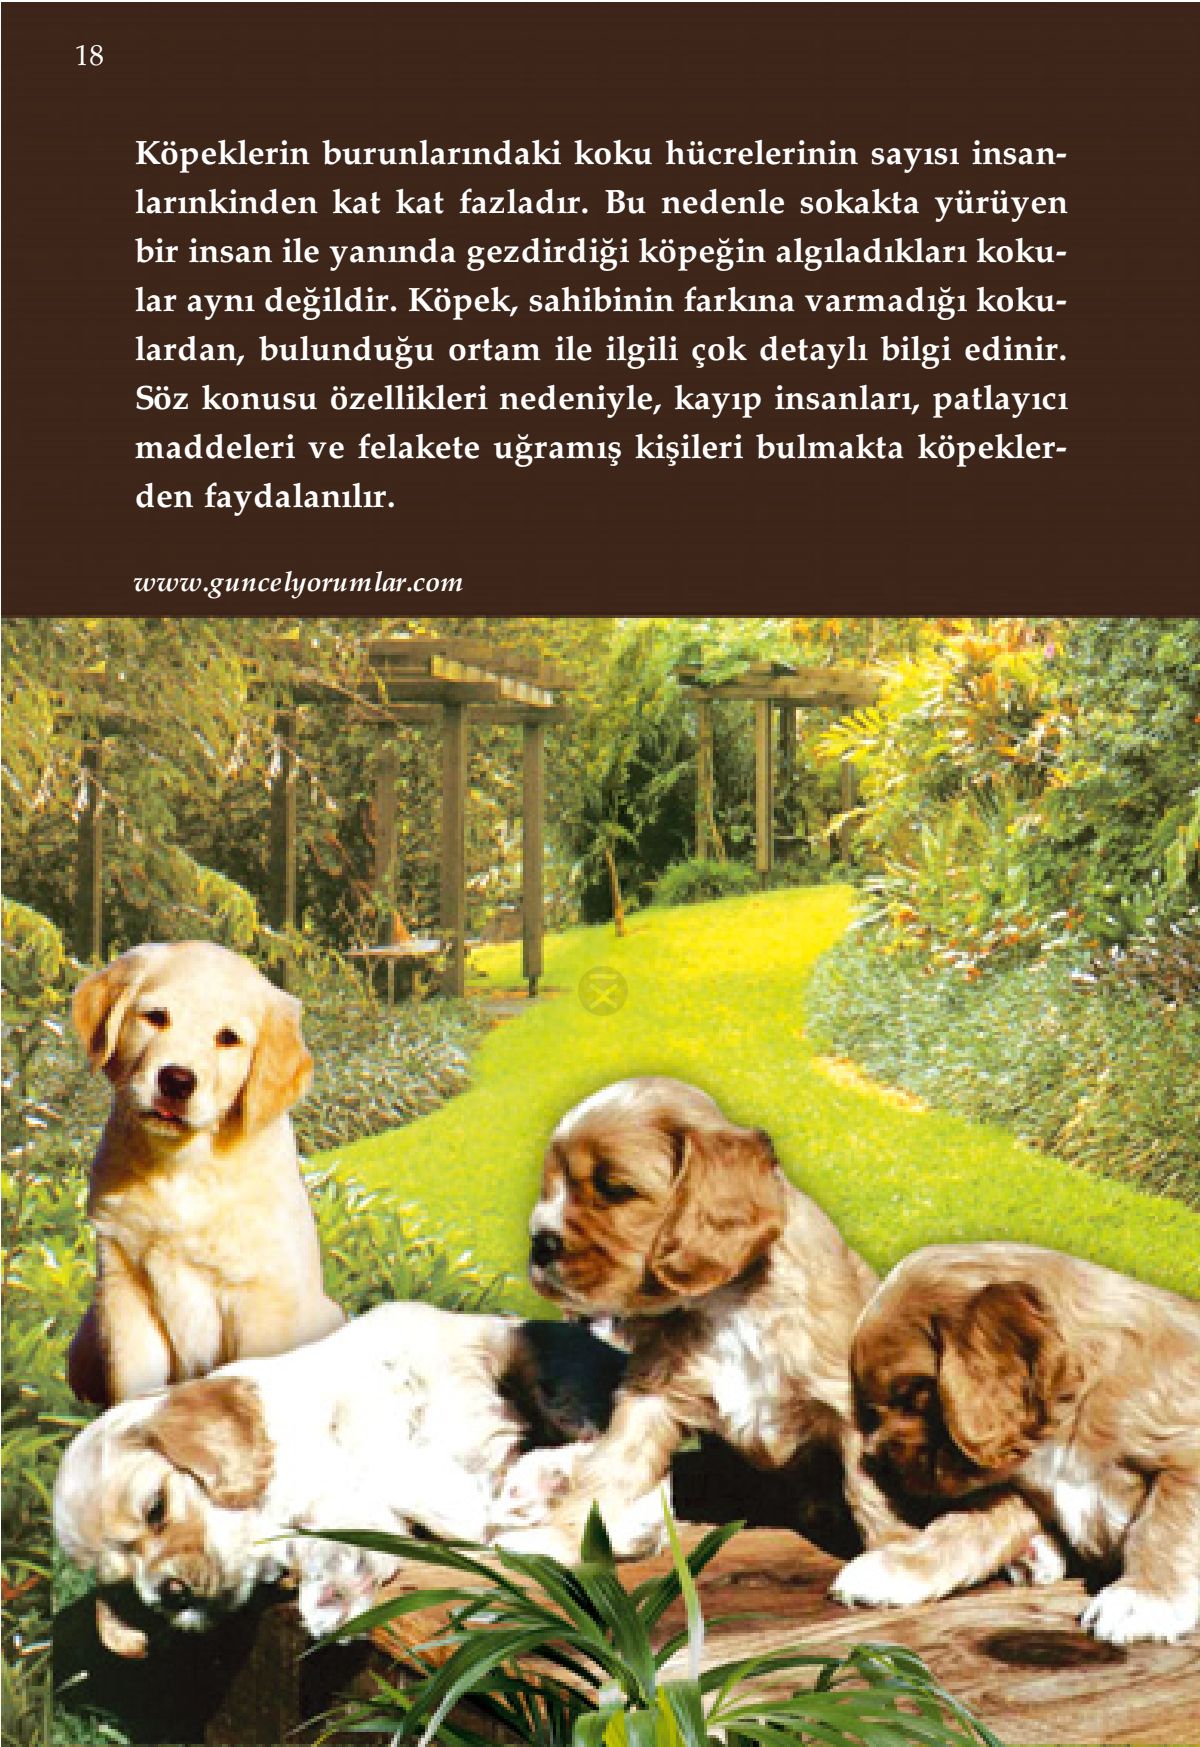 18
Köpeklerin burunlarındaki koku hücrelerinin sayısı insan-
larınkinden kat kat fazladır. Bu nedenle sokakta yürüyen
bir insan ile yanında gezdirdiği köpeğin algıladıkları koku-
lar aynı değildir. Köpek, sahibinin farkına varmadığı koku-
lardan, bulunduğu ortam ile ilgili çok detaylı bilgi edinir.
Söz konusu özellikleri nedeniyle, kayıp insanları, patlayıcı
maddeleri ve felakete uğramış kişileri bulmakta köpekler-
den faydalanılır.
www.guncelyorumlar.com